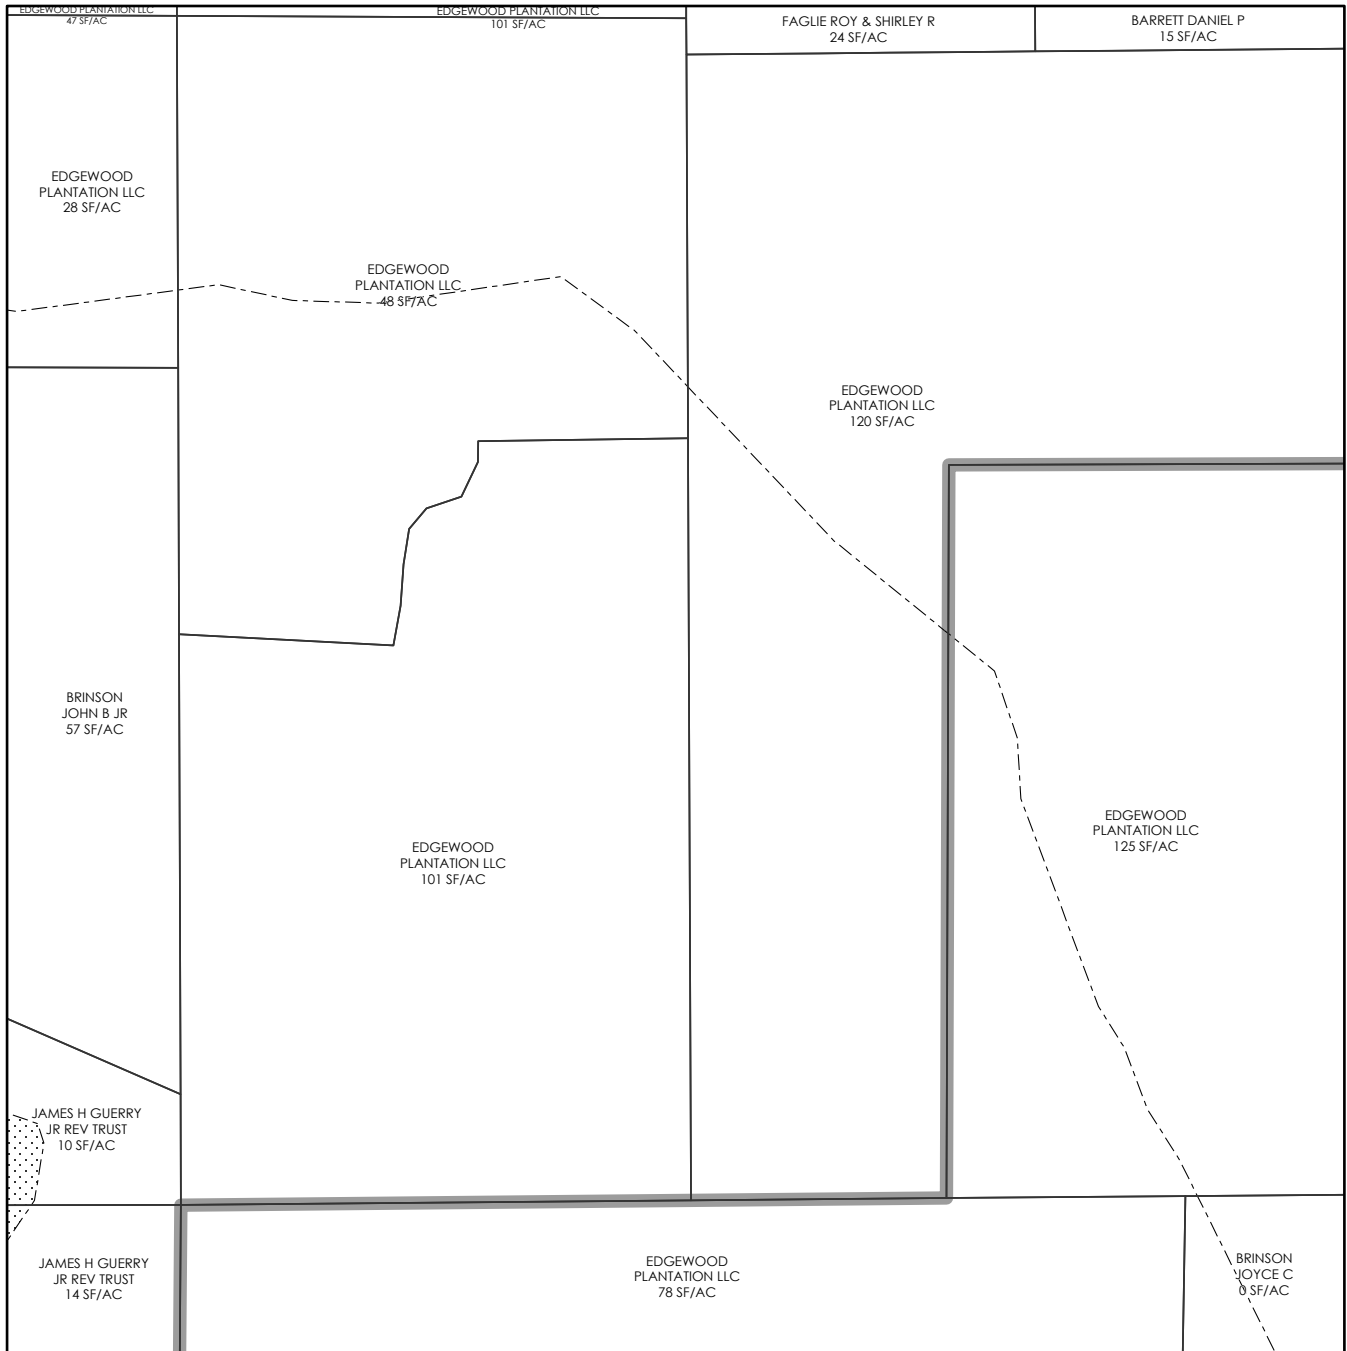 EDGEWOOD PLANTATION LLC
47 SF/AC
EDGEWOOD PLANTATION LLC
101 SF/AC
FAGLIE ROY & SHIRLEY R
24 SF/AC
BARRETT DANIEL P
15 SF/AC
EDGEWOOD
PLANTATION LLC
28 SF/AC
EDGEWOOD
PLANTATION LLC
48 SF/AC
EDGEWOOD
PLANTATION LLC
120 SF/AC
BRINSON
JOHN B JR
57 SF/AC
EDGEWOOD
PLANTATION LLC
125 SF/AC
EDGEWOOD
PLANTATION LLC
101 SF/AC
JAMES H GUERRY
JR REV TRUST
10 SF/AC
JAMES H GUERRY
JR REV TRUST
14 SF/AC
EDGEWOOD
PLANTATION LLC
78 SF/AC
BRINSON
JOYCE C
0 SF/AC